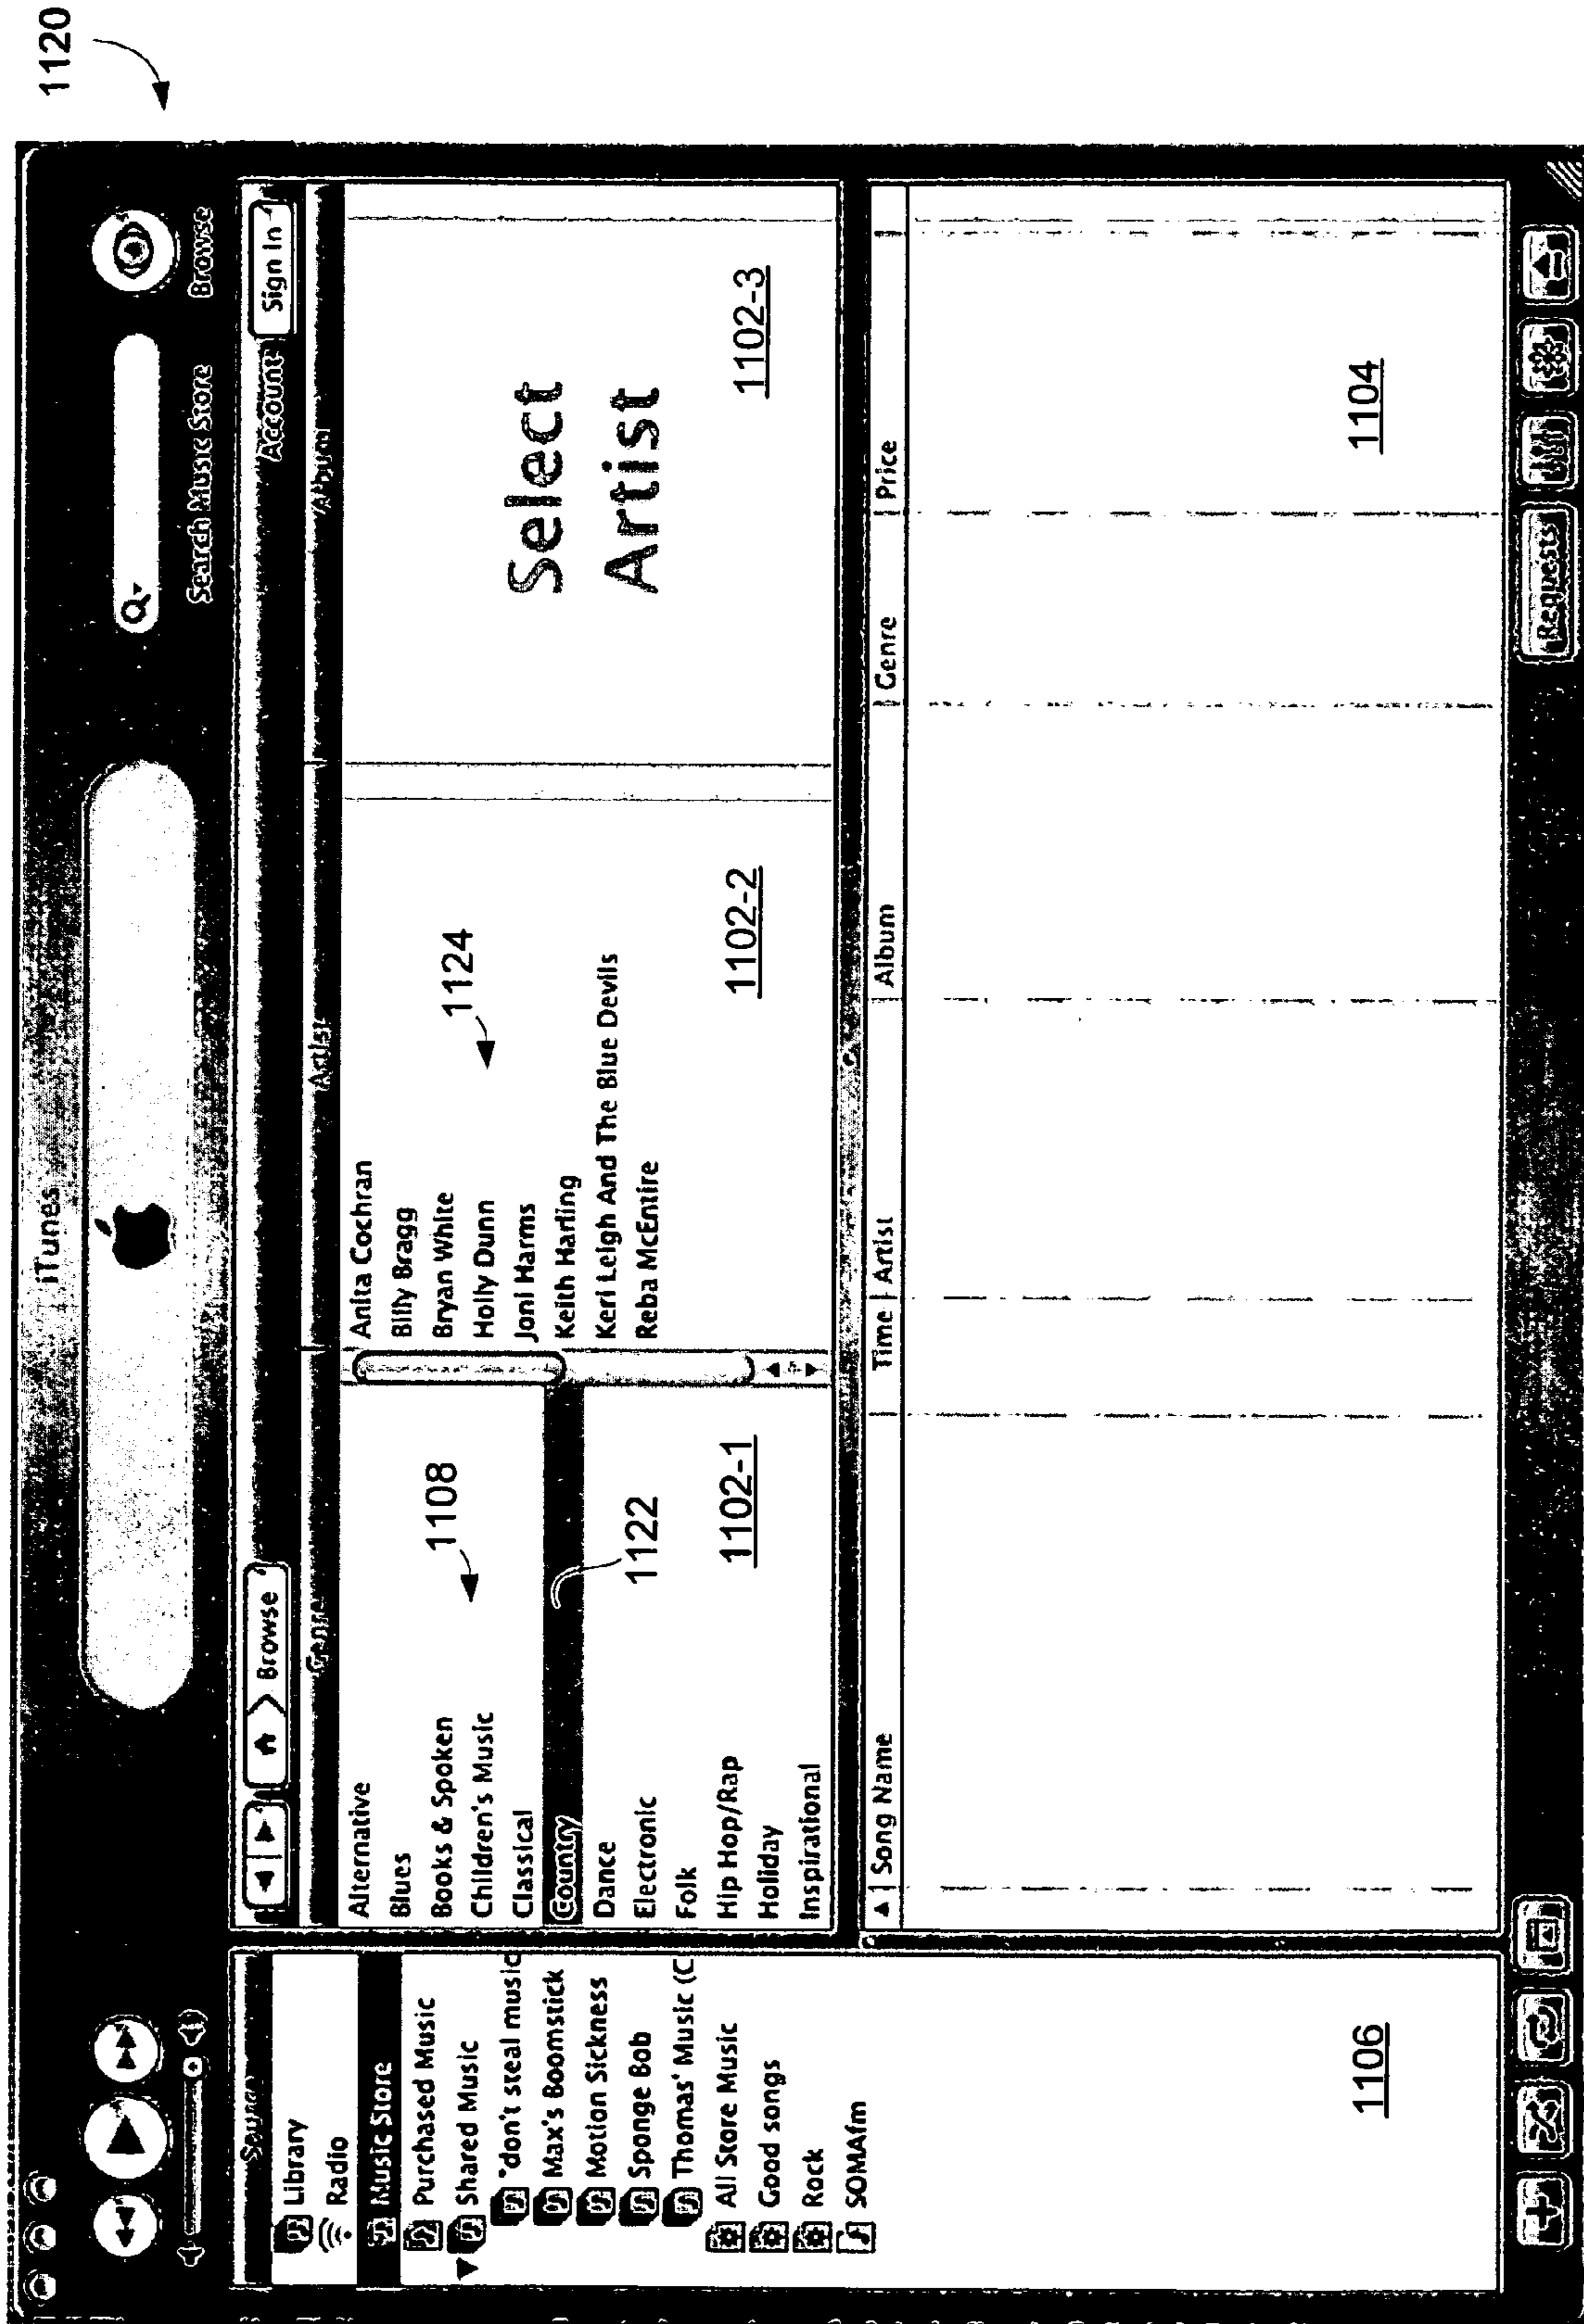 1120
iTunes
Search Music Store
Browse
Source
Library
Radio
Music Store
Purchased Music
Shared Music
"don't steal music
Max's Boomstick
Motion Sickness
Sponge Bob
Thomas' Music (C
All Store Music
Good songs
Rock
SOMAfm
1106
Browse
Account
Sign In
Genre
Artist
Album
Alternative
Blues
Books & Spoken
Children's Music
Classical
Country
Dance
Electronic
Folk
Hip Hop/Rap
Holiday
Inspirational
1108
1122
1102-1
Anita Cochran
Billy Bragg
Bryan White
Holly Dunn
Joni Harms
Keith Harling
Keri Leigh And The Blue Devils
Reba McEntire
1124
1102-2
Select
Artist
1102-3
Song Name
Time
Artist
Album
Genre
Price
1104
Requests